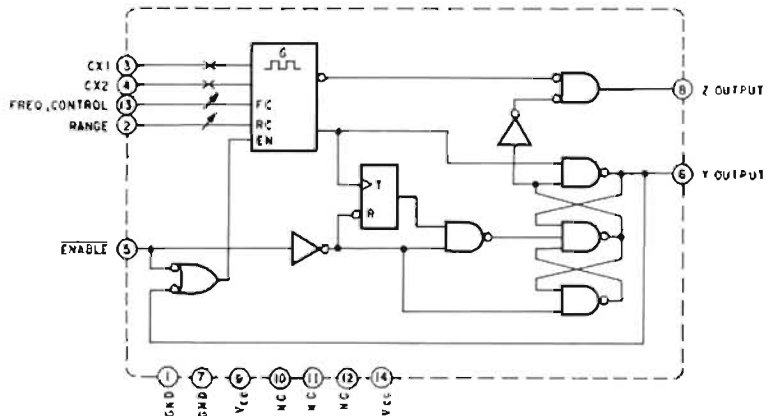 G
CX1 3
CX2 4
FREQ.CONTROL 13 FC
RANGE 2 RC
EN
8 Z OUTPUT
6 Y OUTPUT
T
R
ENABLE 5
1 7 9 10 11 12 14
GND GND Vcc NC NC NC Vcc